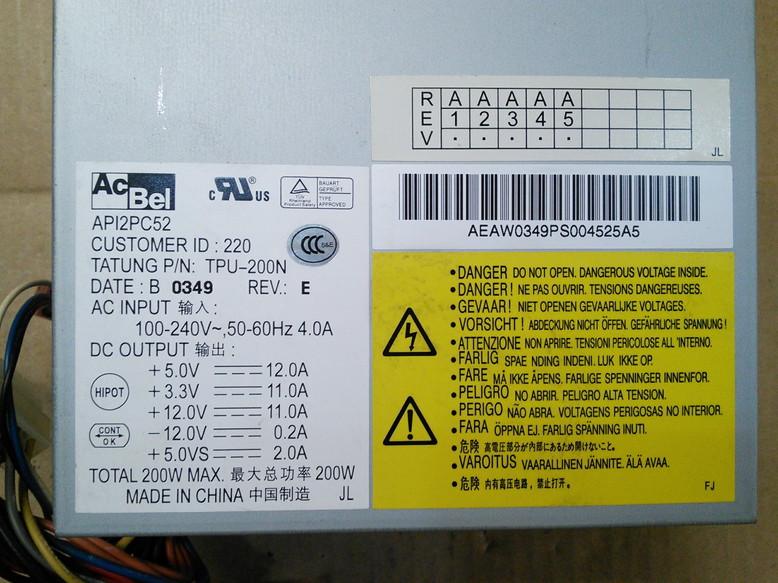 R A A A A A
E 1 2 3 4 5
V . . . . .
JL
AcBel
c RU ® US
TÜV Rheinland Product Safety
BAUART GEPRÜFT
TYPE APPROVED
AEAW0349PS004525A5
API2PC52
CUSTOMER ID : 220
CCC S&E
TATUNG P/N: TPU-200N
DATE : B 0349 REV.: E
AC INPUT 输入 :
100-240V~,50-60Hz 4.0A
DC OUTPUT 输出 :
+5.0V 12.0A
HIPOT
+3.3V 11.0A
+12.0V 11.0A
CONT OK
-12.0V 0.2A
+5.0VS 2.0A
TOTAL 200W MAX. 最大总功率 200W
MADE IN CHINA 中国制造 JL
• DANGER DO NOT OPEN. DANGEROUS VOLTAGE INSIDE.
• DANGER! NE PAS OUVRIR. TENSIONS DANGEREUSES.
• GEVAAR! NIET OPENEN GEVAARLIJKE VOLTAGES.
• VORSICHT! ABDECKUNG NICHT ÖFFEN. GEFÄHRLICHE SPANNUNG!
• ATTENZIONE NON APRIRE. TENSIONI PERICOLOSE ALL 'INTERNO.
• FARLIG SPAE NDING INDENI. LUK IKKE OP.
• FARE MÅ IKKE ÅPENS. FARLIGE SPENNINGER INNENFOR.
• PELIGRO NO ABRIR. PELIGRO ALTA TENSION.
• PERIGO NÃO ABRA. VOLTAGENS PERIGOSAS NO INTERIOR.
• FARA ÖPPNA EJ. FARLIG SPÄNNING INUTI.
• 危険 高電圧部分が内部にあるため開けないこと。
• VAROITUS VAARALLINEN JÄNNITE. ÄLÄ AVAA.
• 危険 内有高压电路，禁止打开。
FJ